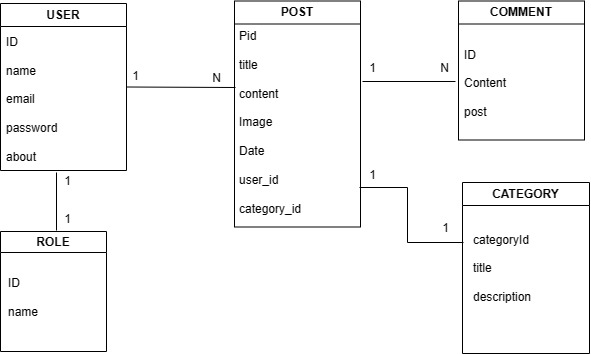 USER
ID
name
email
password
about
1
N
POST
Pid
title
content
Image
Date
user_id
category_id
1
N
COMMENT
ID
Content
post
1
1
ROLE
ID
name
1
1
CATEGORY
categoryId
title
description